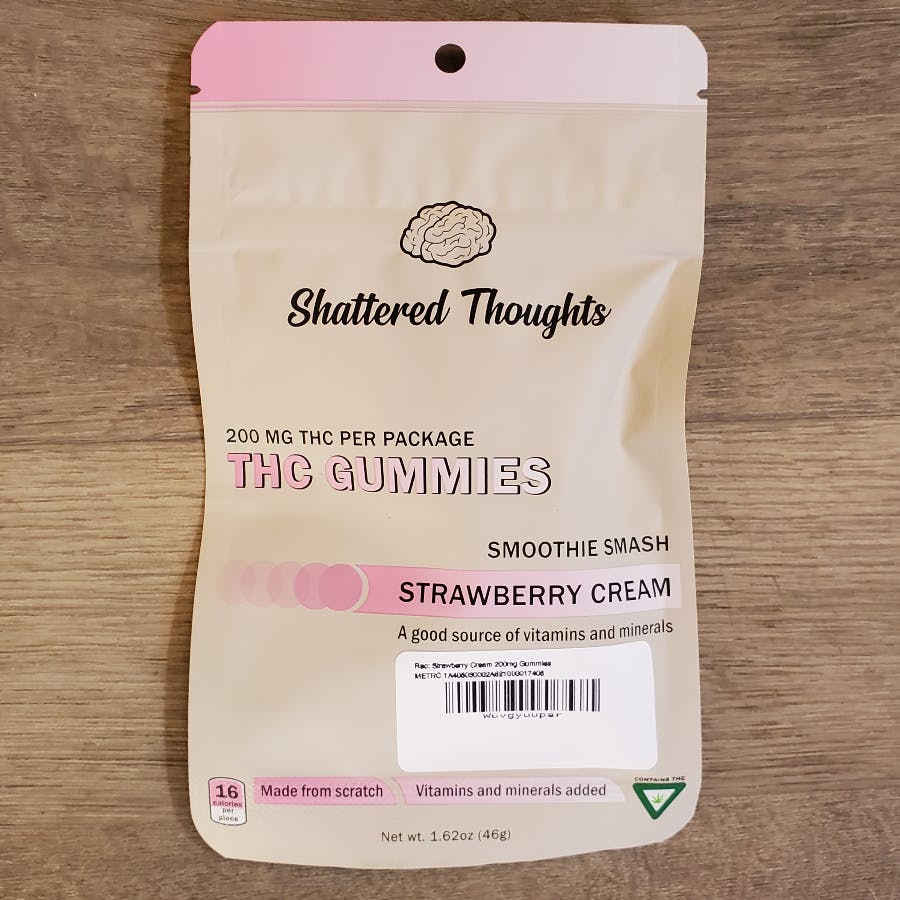 Shattered Thoughts
200 MG THC PER PACKAGE
THC GUMMIES
SMOOTHIE SMASH
STRAWBERRY CREAM
A good source of vitamins and minerals
Rec: Strawberry Cream 200mg Gummies
METRC
16
calories
per
piece
Made from scratch
Vitamins and minerals added
CONTAINS THC
Net wt. 1.62oz (46g)